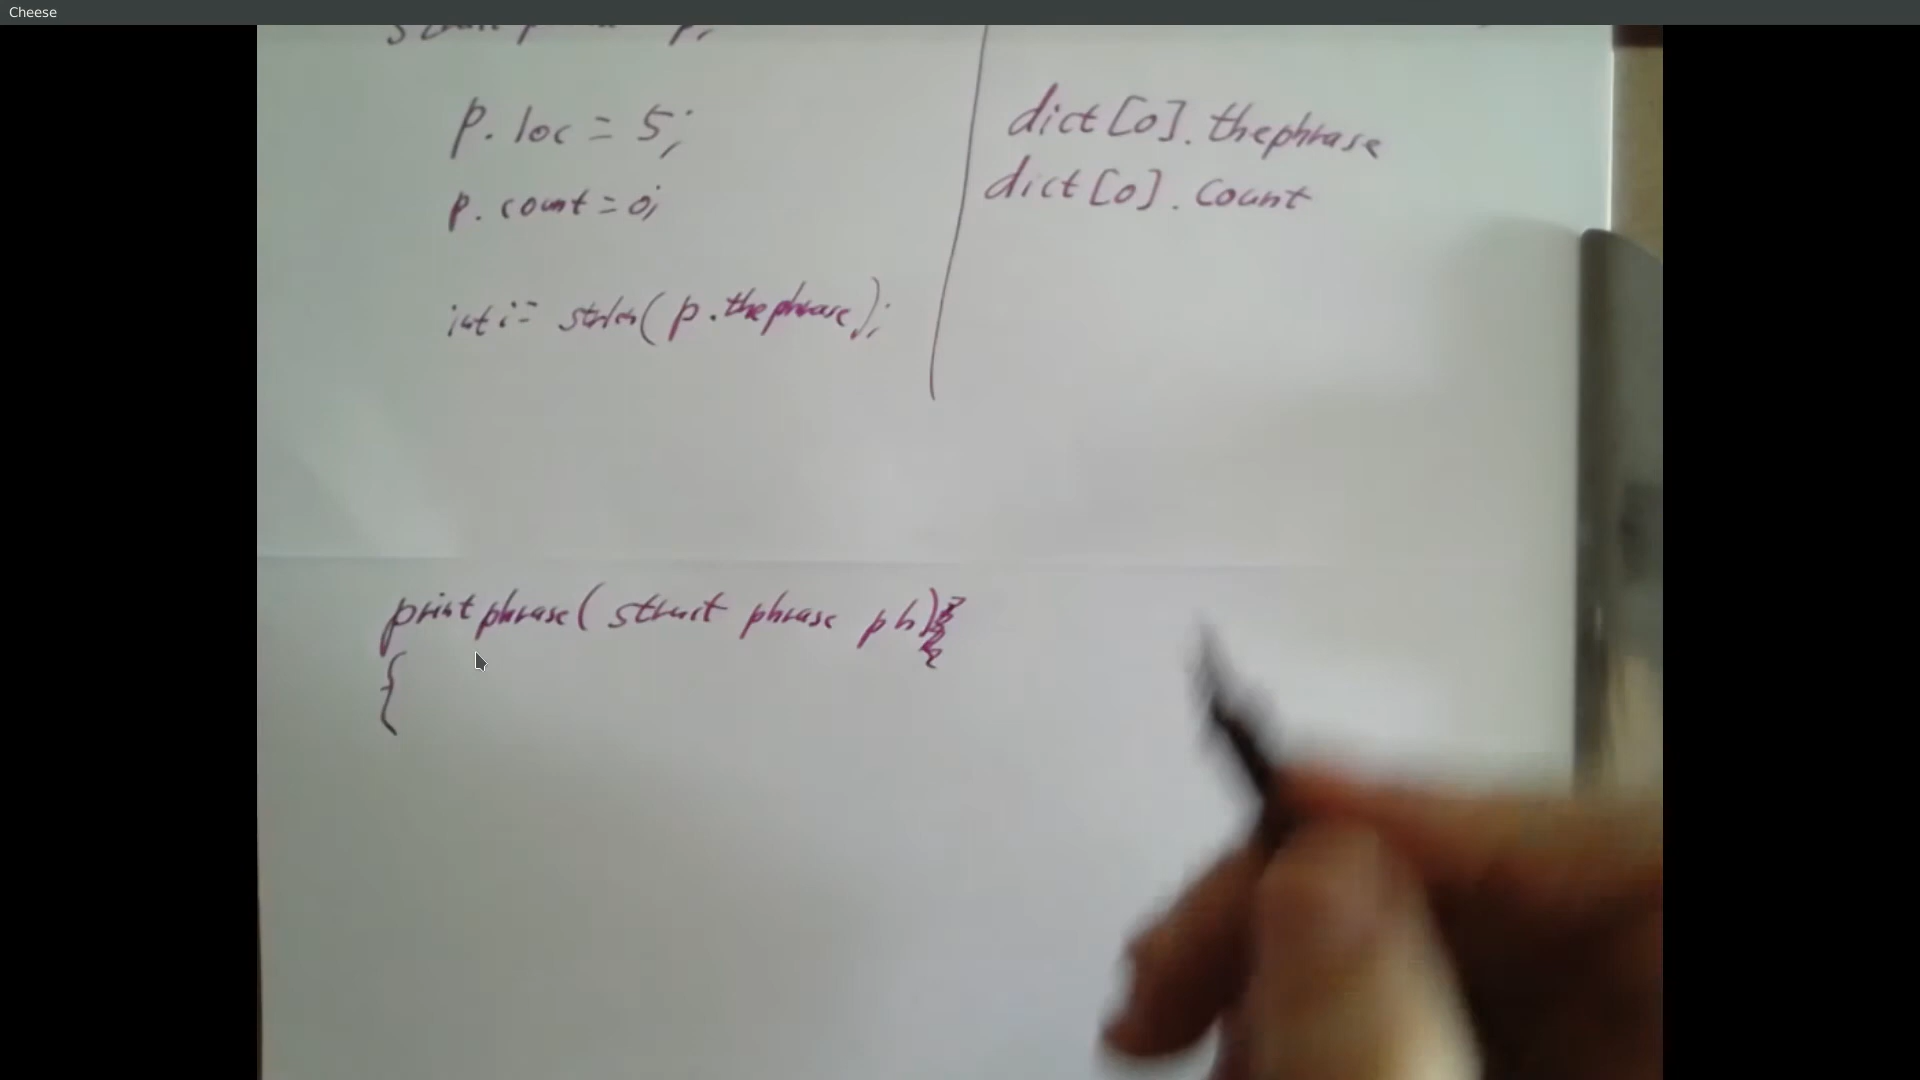 Cheese
p. loc = 5;
p. count = 0;
int i = strlen(p.thephrase);
dict[0].thephrase
dict[0].count
printphrase(struct phrase ph)
{